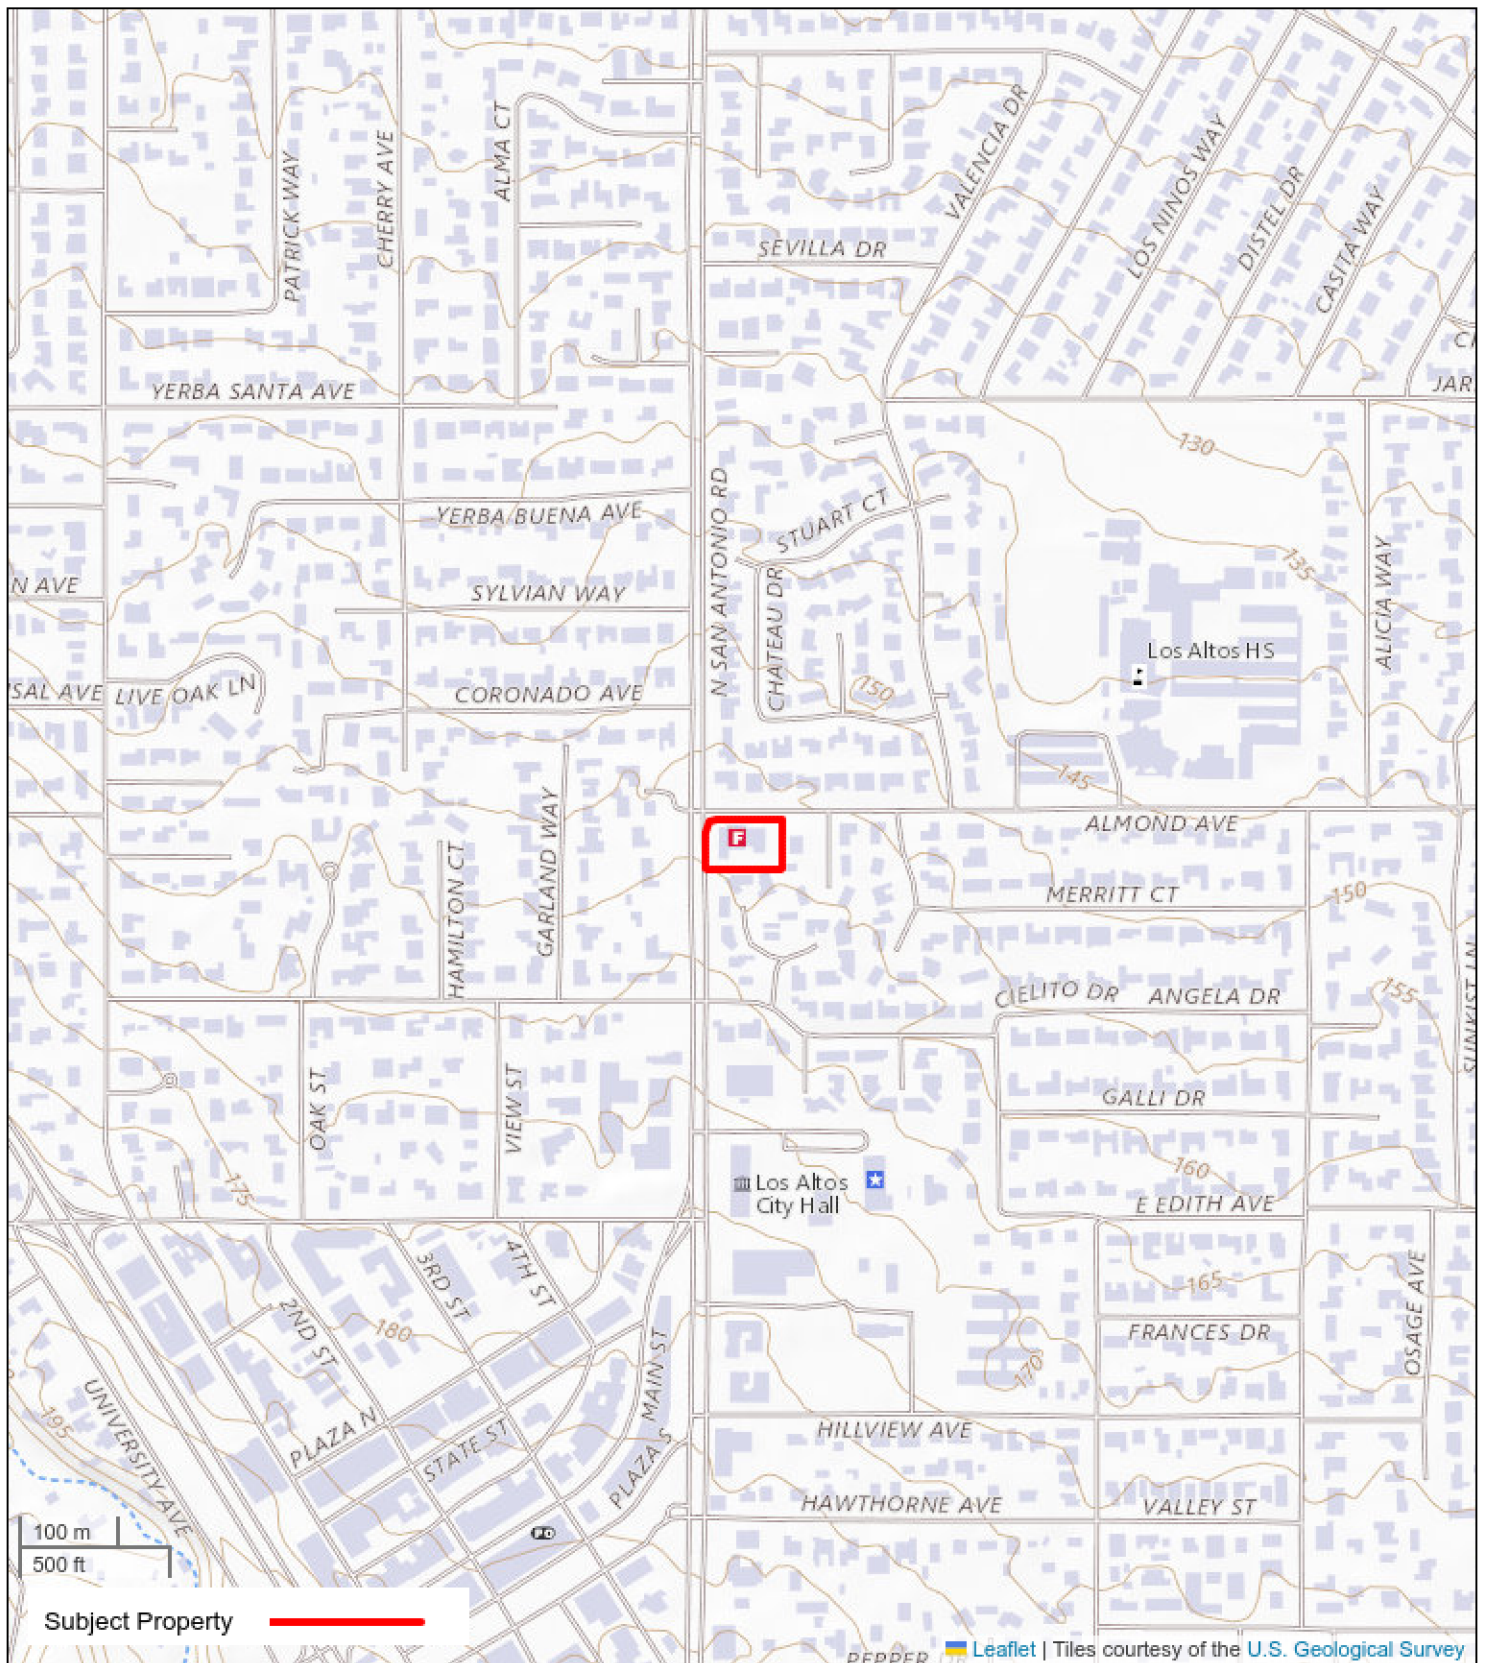 ALMA CT
VALENCIA DR
LOS NINOS WAY
CHERRY AVE
PATRICK WAY
DISTEL DR
CASITA WAY
SEVILLA DR
YERBA SANTA AVE
JAR
130
N SAN ANTONIO RD
YERBA BUENA AVE
STUART CT
135
ALICIA WAY
N AVE
SYLVIAN WAY
CHATEAU DR
Los Altos HS
LIVE OAK LN
CORONADO AVE
150
145
F
ALMOND AVE
GARLAND WAY
HAMILTON CT
MERRITT CT
150
CIELITO DR
ANGELA DR
155
SUNKIST LN
OAK ST
VIEW ST
GALLI DR
175
160
Los Altos
City Hall
E EDITH AVE
3RD ST
4TH ST
2ND ST
180
165
FRANCES DR
OSAGE AVE
170
MAIN ST
UNIVERSITY AVE
195
PLAZA N
STATE ST
PLAZA S
HILLVIEW AVE
HAWTHORNE AVE
VALLEY ST
PO
100 m
500 ft
Subject Property
PEPPER DR
Leaflet | Tiles courtesy of the U.S. Geological Survey